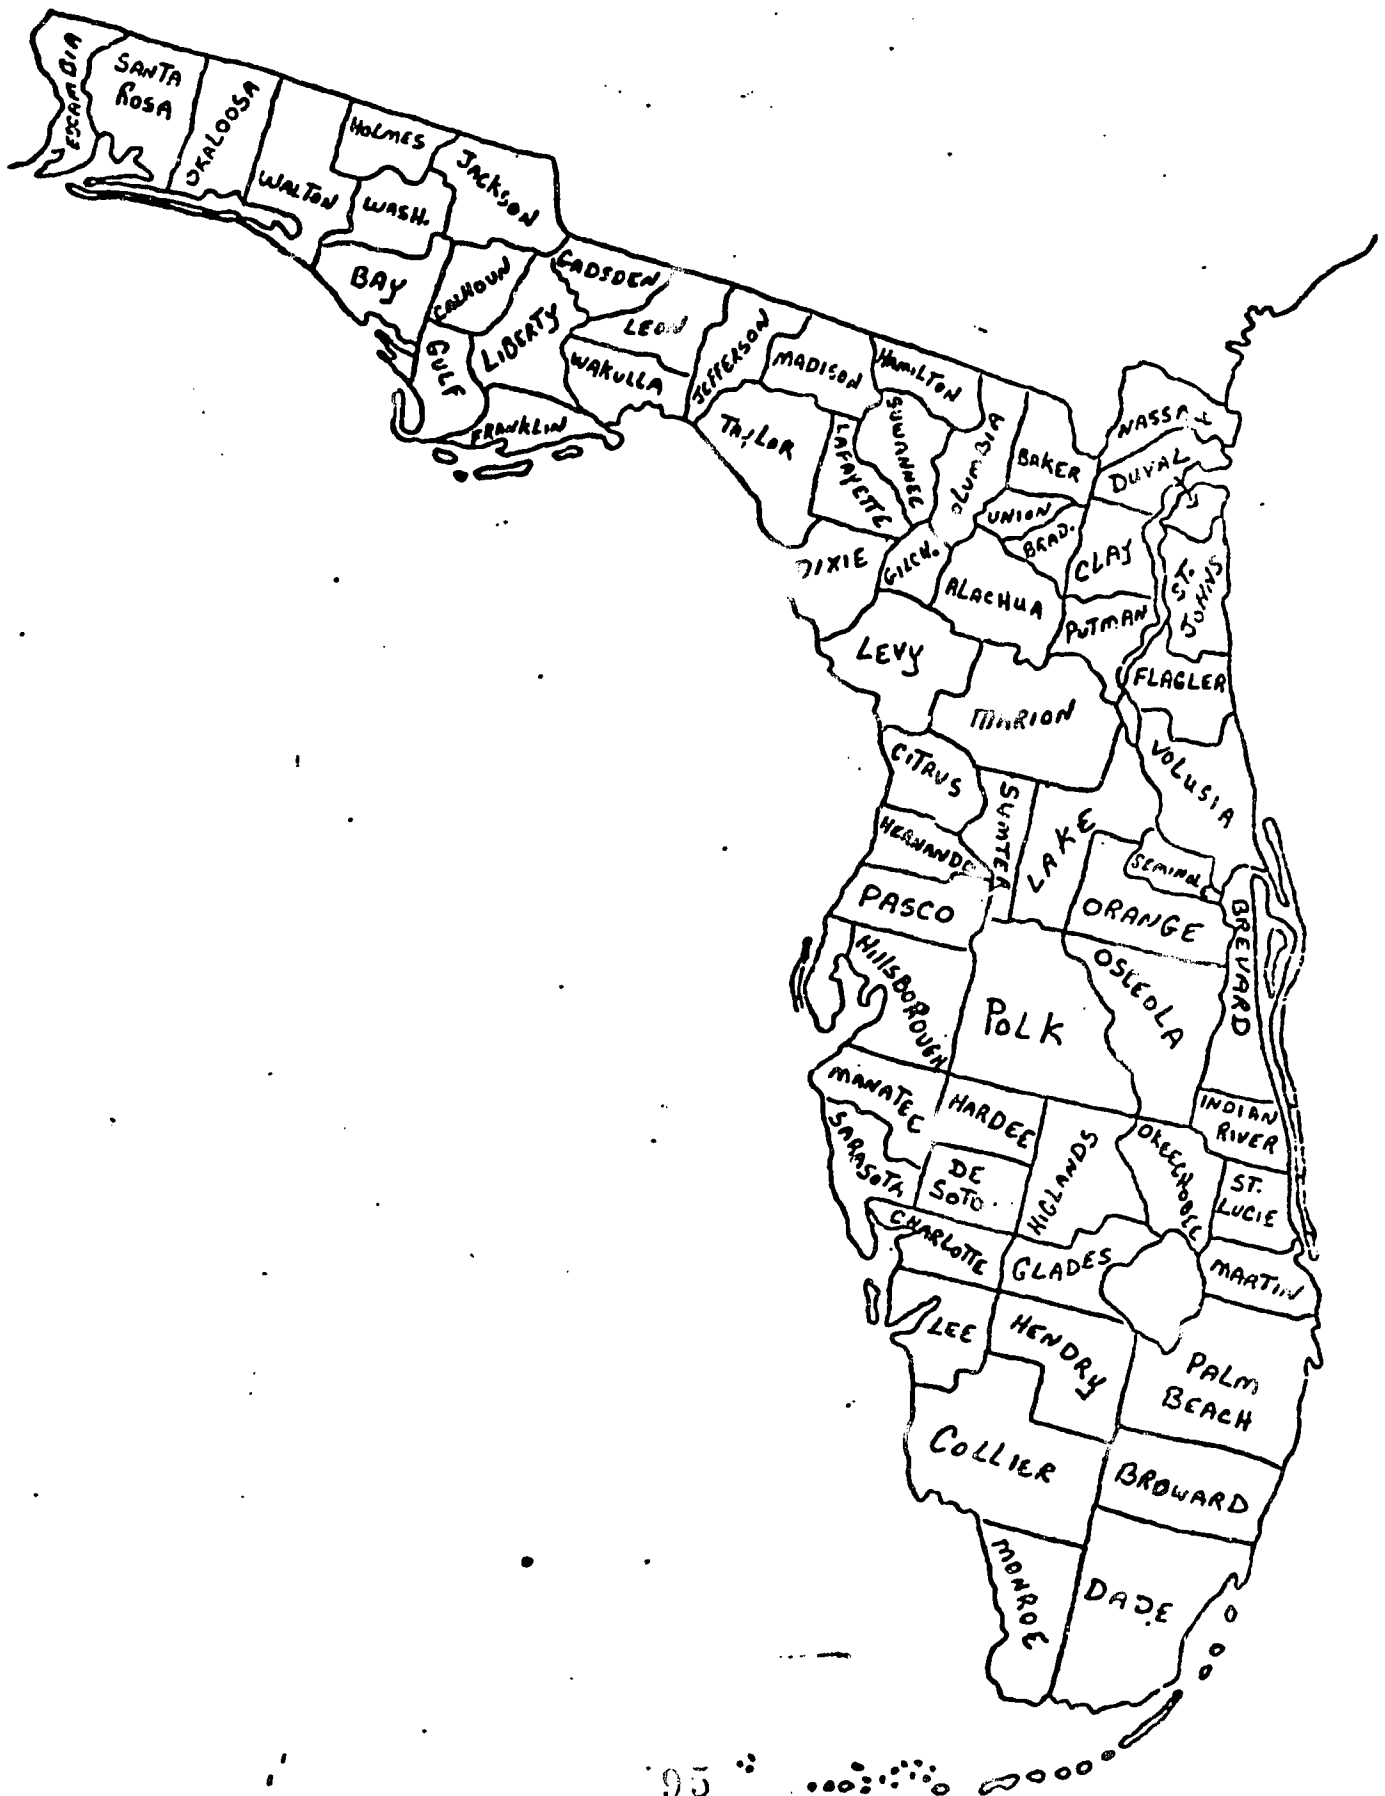 ESCAMBIA
SANTA
ROSA
OKALOOSA
WALTON
HOLMES
WASH.
JACKSON
BAY
CALHOUN
GULF
GADSDEN
LIBERTY
LEON
WAKULLA
FRANKLIN
JEFFERSON
MADISON
HAMILTON
TAYLOR
LAFAYETTE
SUWANNEE
OLUMBIA
BAKER
NASSA
DUVAL
UNION
BRAD.
CLAY
ST.
JOHNS
DIXIE
GILCH.
ALACHUA
PUTMAN
LEVY
MARION
FLAGLER
VOLUSIA
CITRUS
SUMTER
LAKE
HERNANDO
SEMINOL
PASCO
ORANGE
BREVARD
HILLSBOROUGH
POLK
OSCEOLA
MANATEE
HARDEE
INDIAN
RIVER
SARASOTA
DE
SOTO
HIGLANDS
OKEECHOBEE
ST.
LUCIE
CHARLOTTE
GLADES
MARTIN
LEE
HENDRY
PALM
BEACH
COLLIER
BROWARD
MONROE
DADE
95